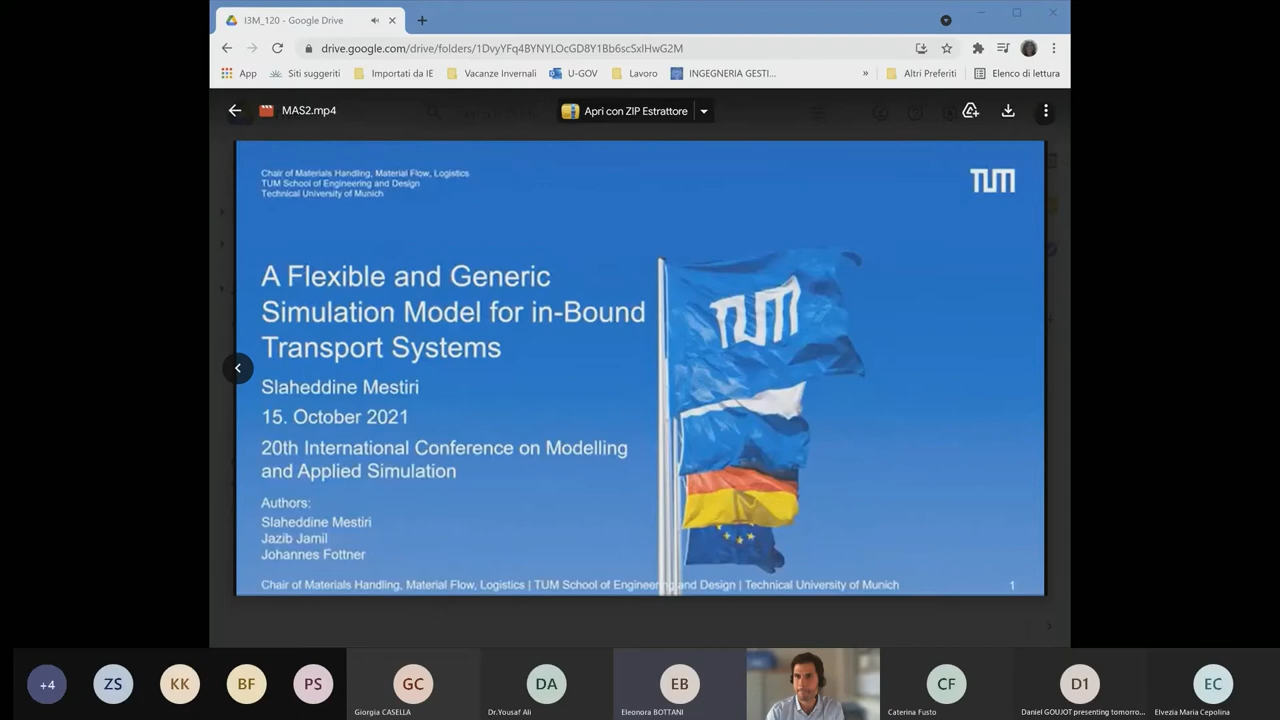 I3M_120 - Google Drive
drive.google.com/drive/folders/1DvyYFq4BYNYLOcGD8Y1Bb6scSxlHwG2M
App
Siti suggeriti
Importati da IE
Vacanze Invernali
U-GOV
Lavoro
INGEGNERIA GESTI...
»
Altri Preferiti
Elenco di lettura
MAS2.mp4
Apri con ZIP Estrattore
Chair of Materials Handling, Material Flow, Logistics
TUM School of Engineering and Design
Technical University of Munich
TUM
A Flexible and Generic
Simulation Model for in-Bound
Transport Systems
TUM
Slaheddine Mestiri
15. October 2021
20th International Conference on Modelling
and Applied Simulation
Authors:
Slaheddine Mestiri
Jazib Jamil
Johannes Fottner
Chair of Materials Handling, Material Flow, Logistics | TUM School of Engineering and Design | Technical University of Munich
1
+4
ZS
KK
BF
PS
GC
Giorgia CASELLA
DA
Dr.Yousaf Ali
EB
Eleonora BOTTANI
CF
Caterina Fusto
D1
Daniel GOUJOT presenting tomorro...
EC
Elvezia Maria Cepolina